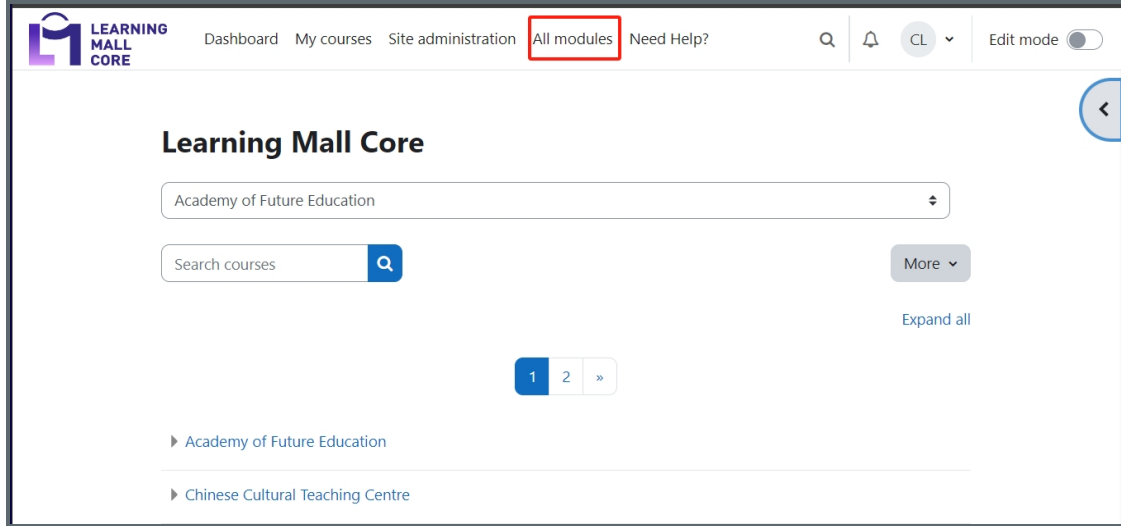 LEARNING
MALL
CORE
Dashboard My courses Site administration All modules Need Help? CL Edit mode
Learning Mall Core
Academy of Future Education
Search courses More
Expand all
1 2 »
Academy of Future Education
Chinese Cultural Teaching Centre